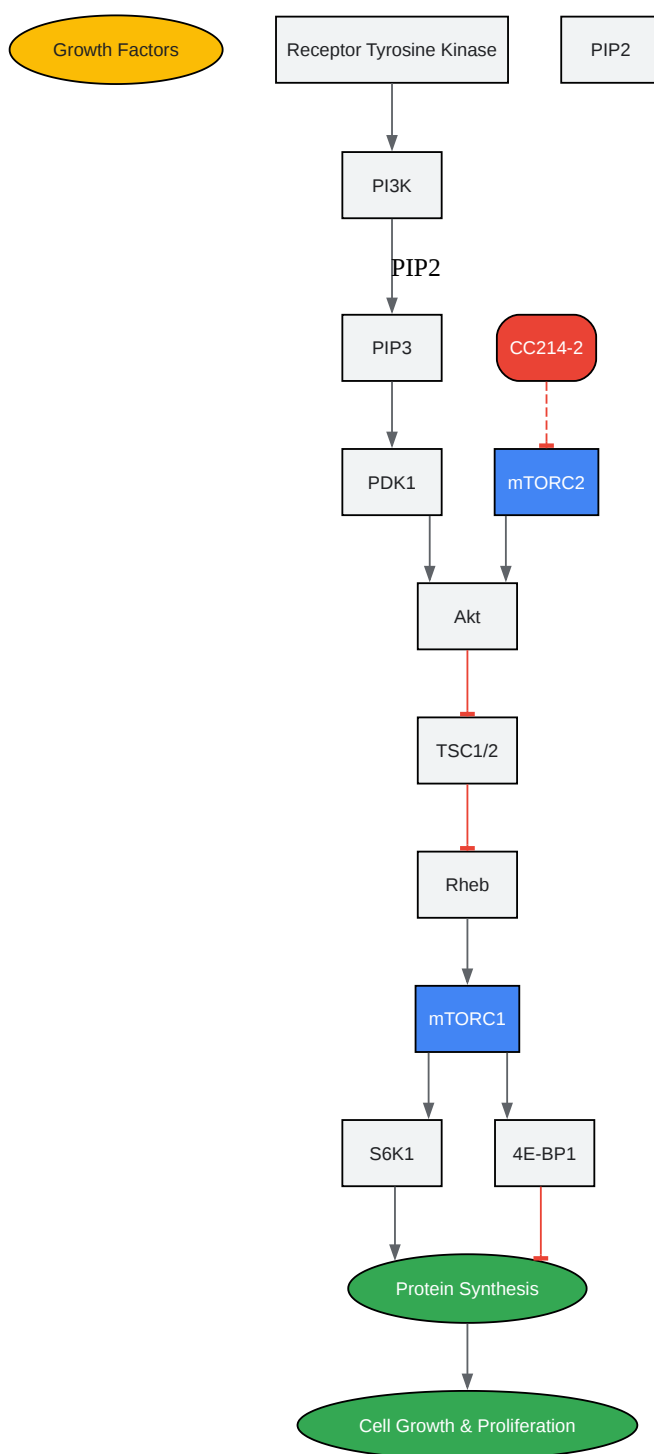 Growth Factors
Receptor Tyrosine Kinase
PIP2
PI3K
PIP2
PIP3
CC214-2
PDK1
mTORC2
Akt
TSC1/2
Rheb
mTORC1
S6K1
4E-BP1
Protein Synthesis
Cell Growth & Proliferation